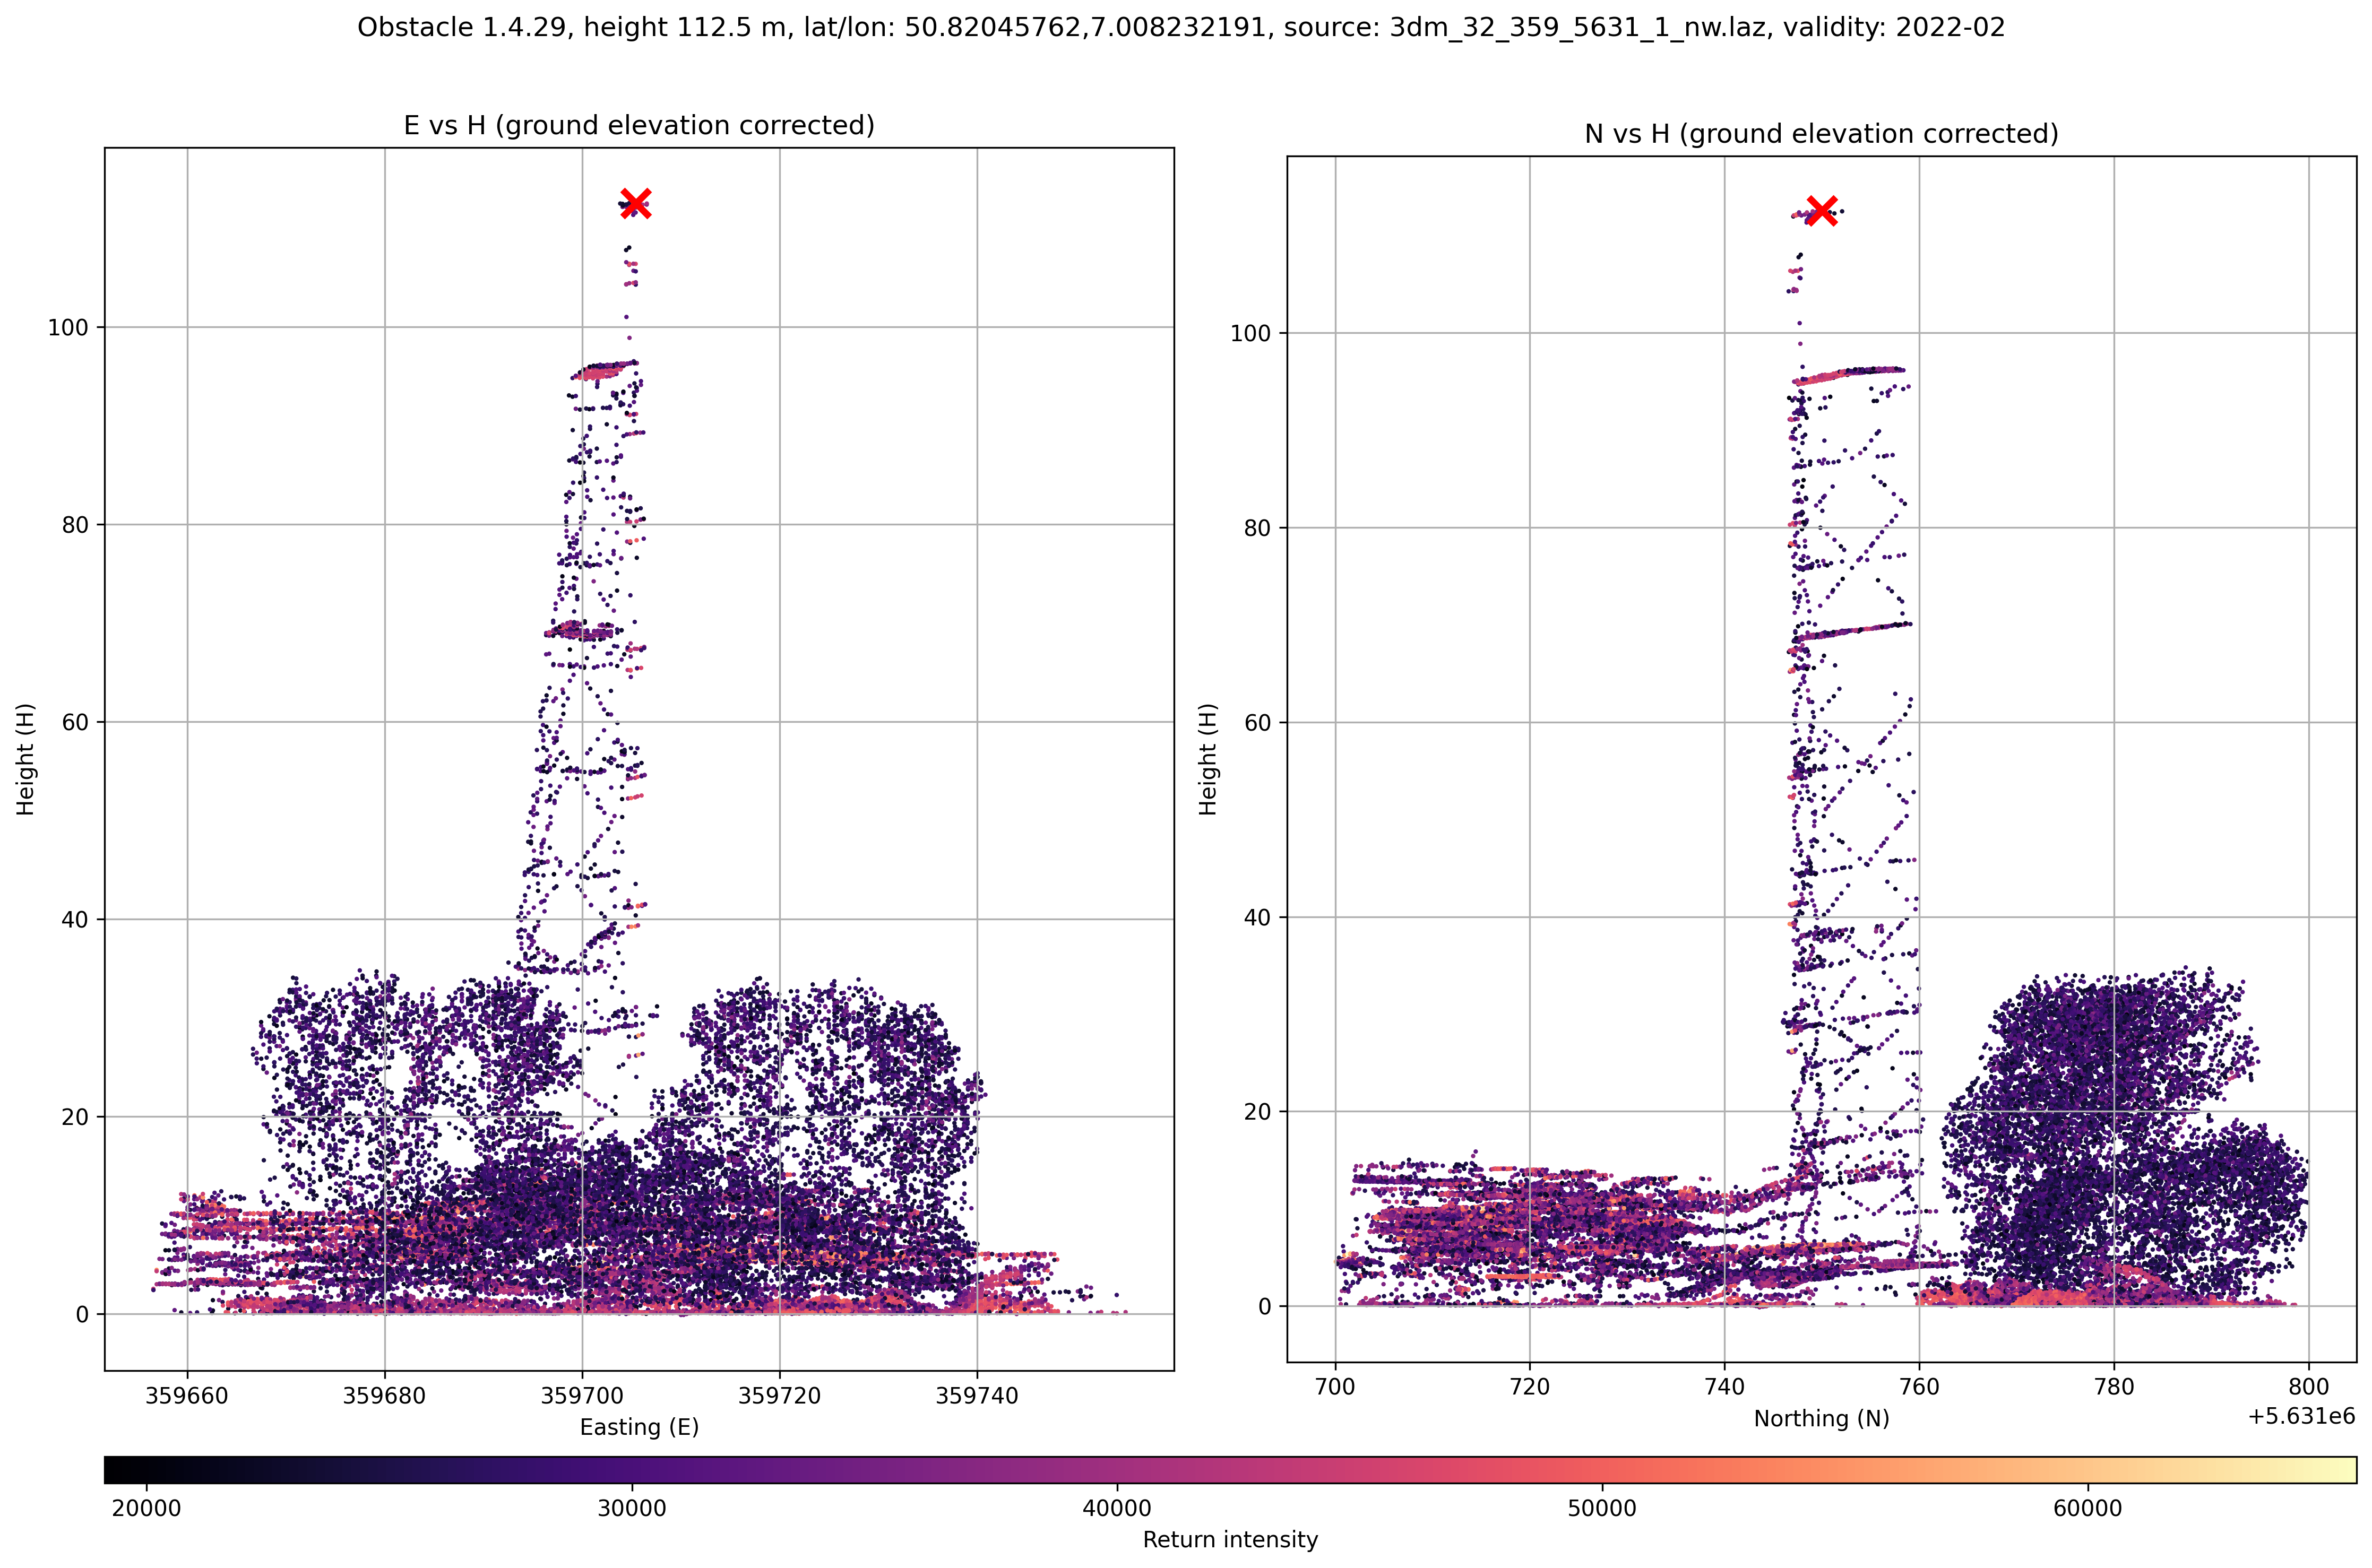 Obstacle 1.4.29, height 112.5 m, lat/lon: 50.82045762,7.008232191, source: 3dm_32_359_5631_1_nw.laz, validity: 2022-02
E vs H (ground elevation corrected)
100
80
60
40
20
0
Height (H)
359660 359680 359700 359720 359740
Easting (E)
N vs H (ground elevation corrected)
100
80
60
40
20
0
Height (H)
700 720 740 760 780 800
+5.631e6
Northing (N)
20000 30000 40000 50000 60000
Return intensity